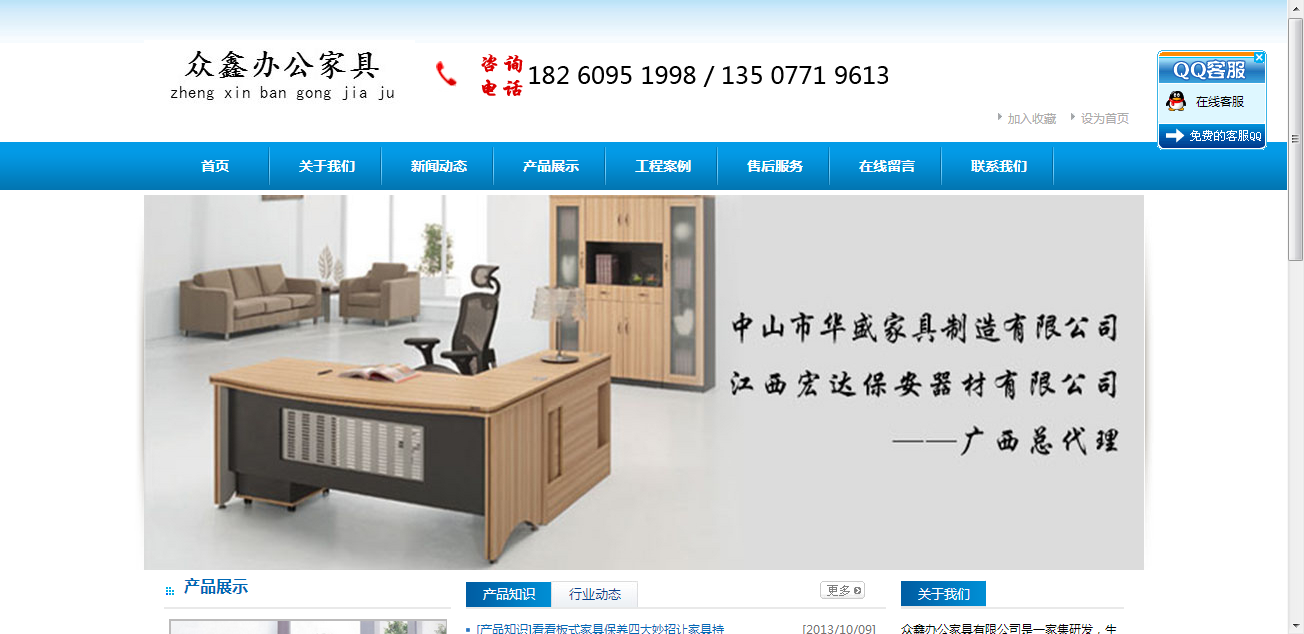 众鑫办公家具
zheng xin ban gong jia ju
咨询
电话
182 6095 1998 / 135 0771 9613
加入收藏 设为首页
QQ客服
在线客服
免费的客服QQ
首页 关于我们 新闻动态 产品展示 工程案例 售后服务 在线留言 联系我们
中山市华盛家具制造有限公司
江西宏达保安器材有限公司
——广西总代理
产品展示
产品知识 行业动态 更多
[产品知识]看看板式家具保养四大妙招让家具持 [2013/10/09]
关于我们
众鑫办公家具有限公司是一家集研发，生